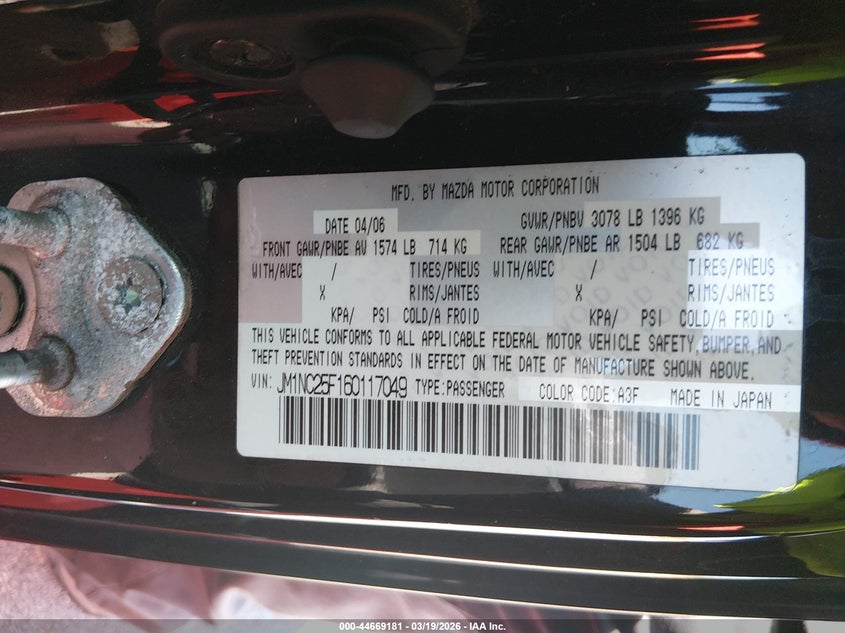 MFD. BY MAZDA MOTOR CORPORATION
DATE 04/06 GVWR/PNBV 3078 LB 1396 KG
FRONT GAWR/PNBE AV 1574 LB 714 KG REAR GAWR/PNBE AR 1504 LB 682 KG
WITH/AVEC / TIRES/PNEUS WITH/AVEC / TIRES/PNEUS
X RIMS/JANTES X RIMS/JANTES
KPA/ PSI COLD/A FROID KPA/ PSI COLD/A FROID
THIS VEHICLE CONFORMS TO ALL APPLICABLE FEDERAL MOTOR VEHICLE SAFETY, BUMPER, AND
THEFT PREVENTION STANDARDS IN EFFECT ON THE DATE OF MANUFACTURE SHOWN ABOVE.
VIN: JM1NC25F160117049 TYPE:PASSENGER COLOR CODE:A3F MADE IN JAPAN
000-44669181 — 03/19/2026 — IAA Inc.